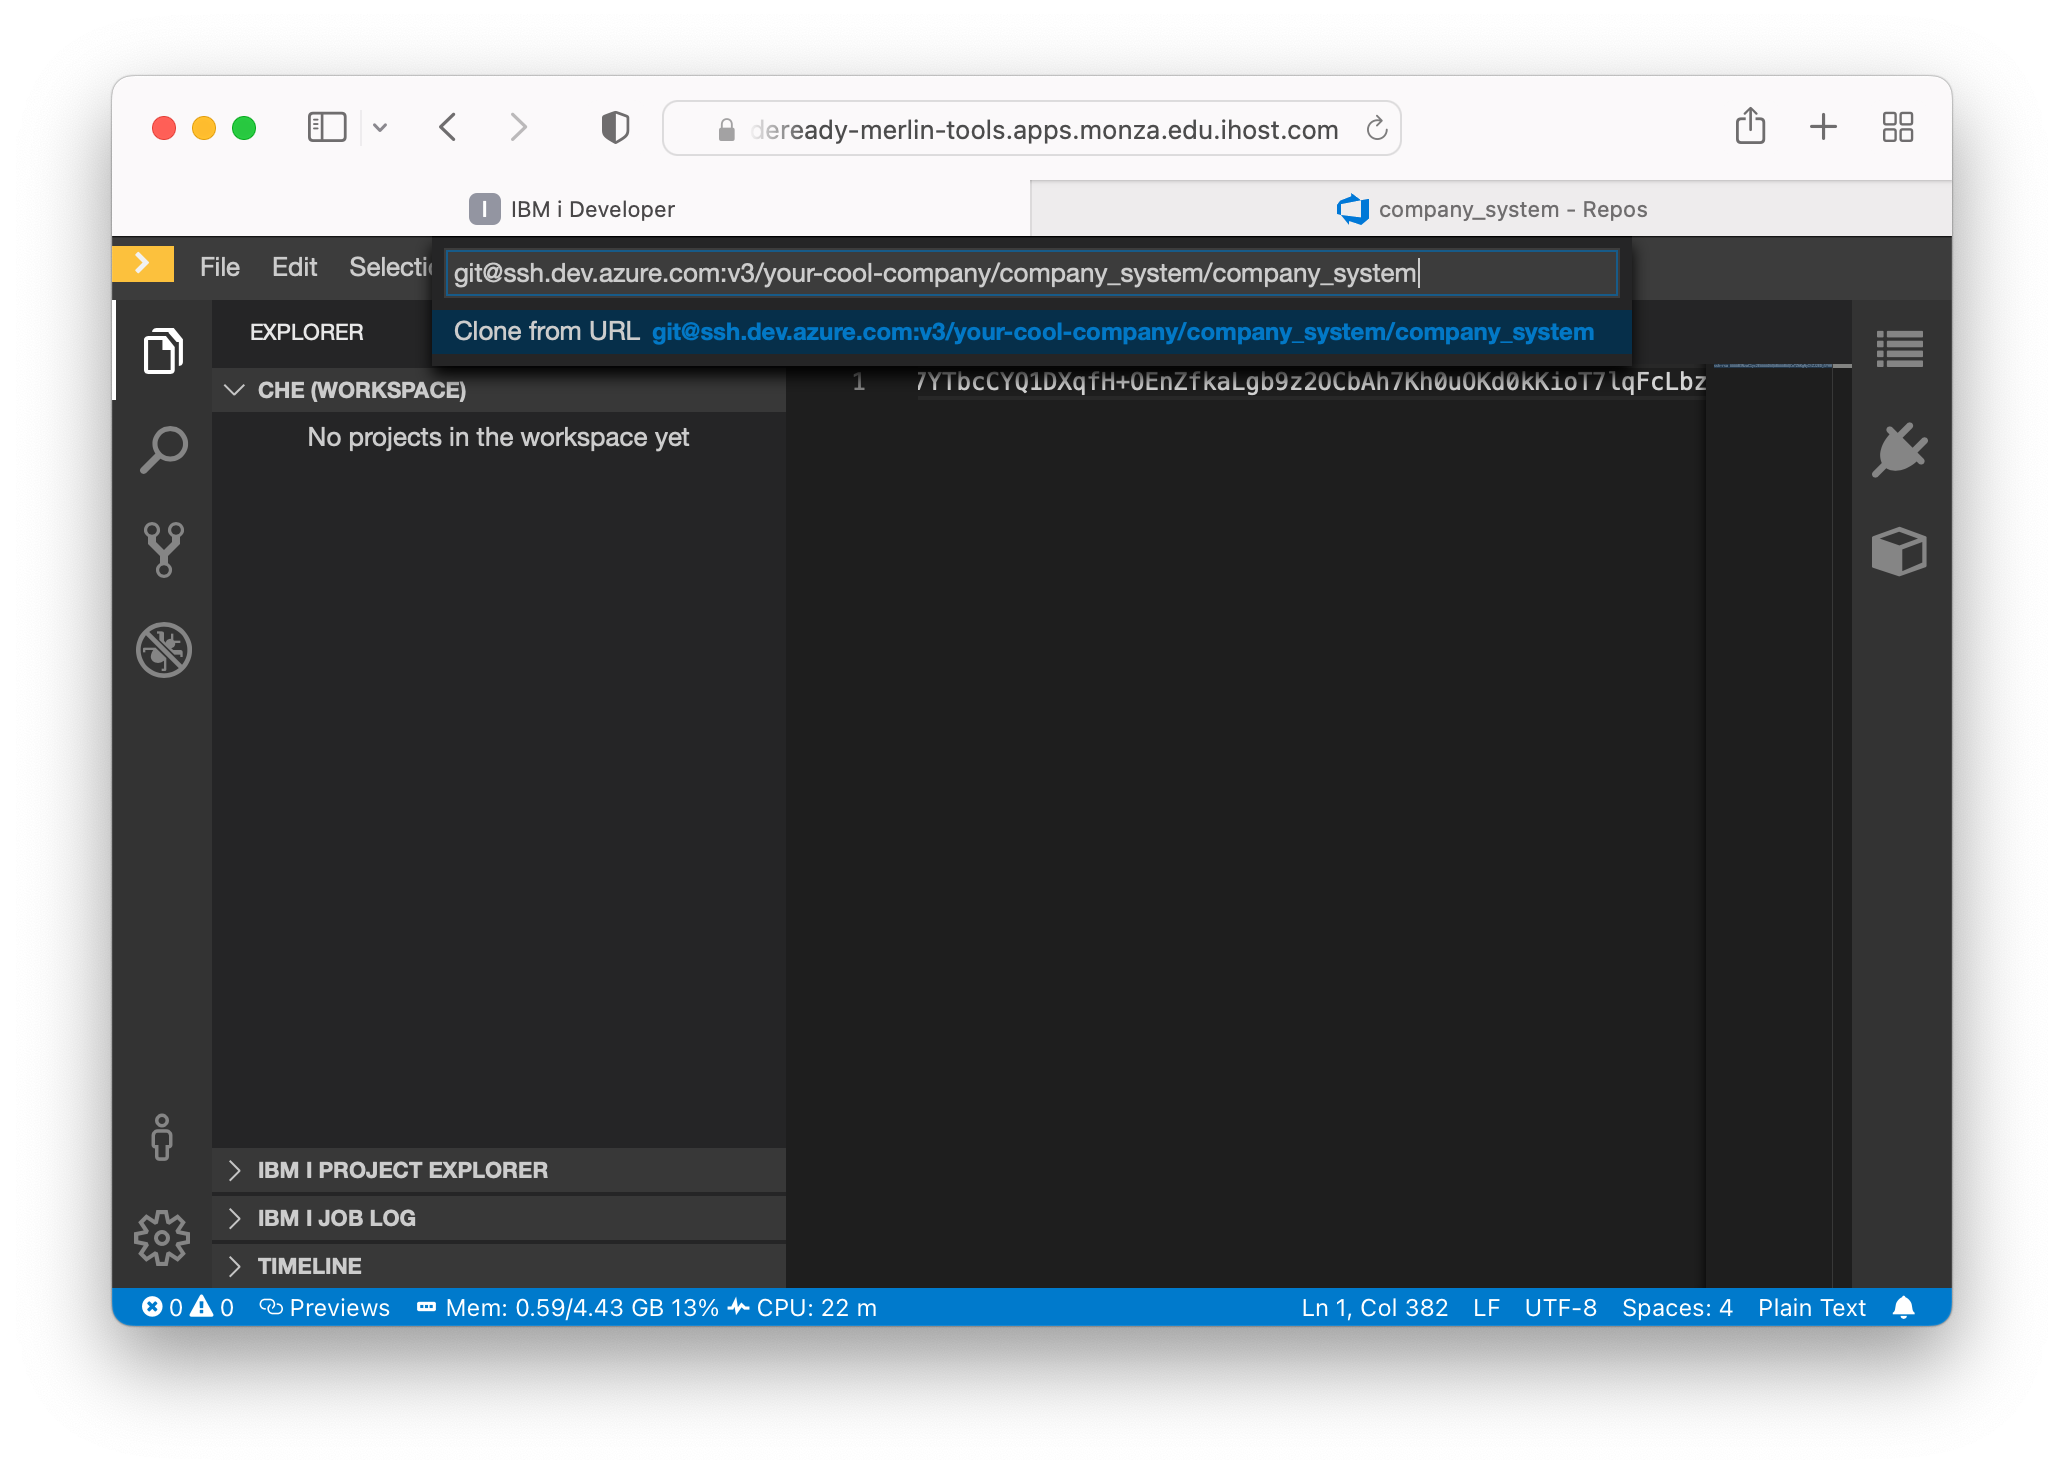 deready-merlin-tools.apps.monza.edu.ihost.com
I IBM i Developer
company_system - Repos
File Edit Selectio
git@ssh.dev.azure.com:v3/your-cool-company/company_system/company_system
Clone from URL git@ssh.dev.azure.com:v3/your-cool-company/company_system/company_system
EXPLORER
CHE (WORKSPACE)
No projects in the workspace yet
1 7YTbcCYQ1DXqfH+OEnZfkaLgb9z2OCbAh7Kh0uOKd0kKioT7lqFcLbz
IBM I PROJECT EXPLORER
IBM I JOB LOG
TIMELINE
0 0 Previews Mem: 0.59/4.43 GB 13% CPU: 22 m Ln 1, Col 382 LF UTF-8 Spaces: 4 Plain Text